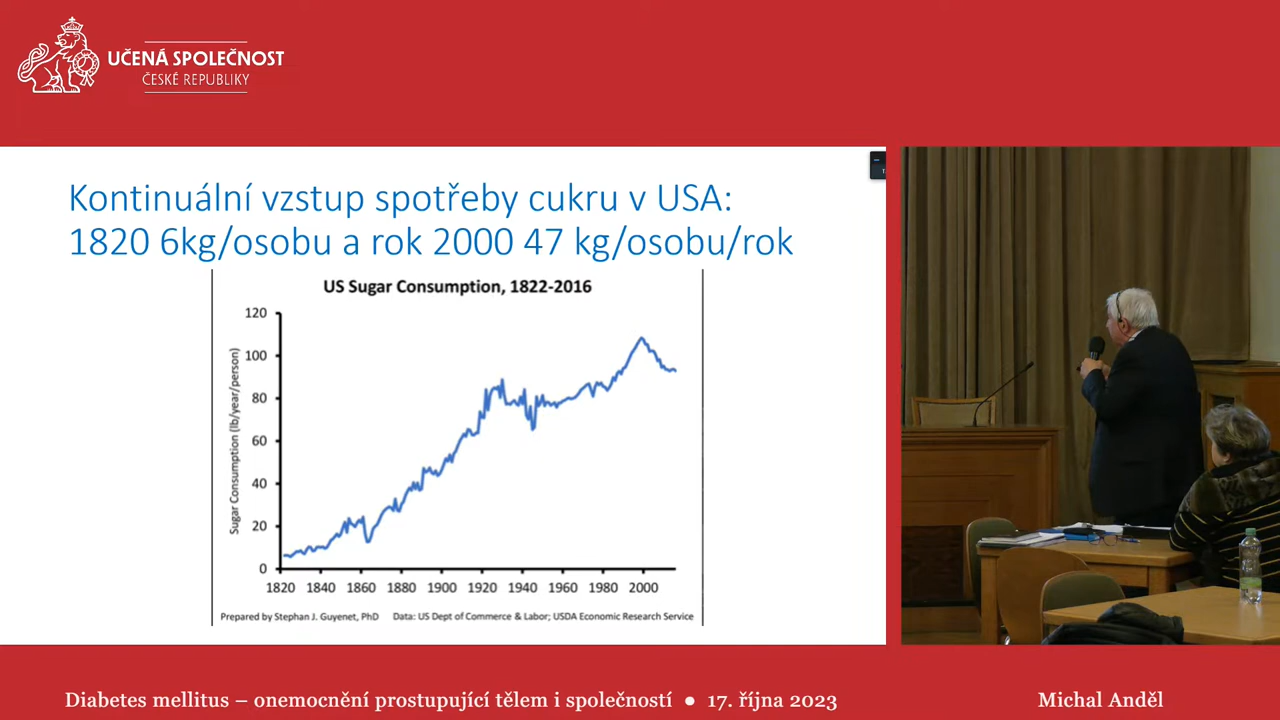 UČENÁ SPOLEČNOST
ČESKÉ REPUBLIKY
Kontinuální vzstup spotřeby cukru v USA:
1820 6kg/osobu a rok 2000 47 kg/osobu/rok
US Sugar Consumption, 1822-2016
Sugar Consumption (lb/year/person)
120
100
80
60
40
20
0
1820 1840 1860 1880 1900 1920 1940 1960 1980 2000
Prepared by Stephan J. Guyenet, PhD Data: US Dept of Commerce & Labor; USDA Economic Research Service
Diabetes mellitus – onemocnění prostupující tělem i společností ● 17. října 2023 Michal Anděl